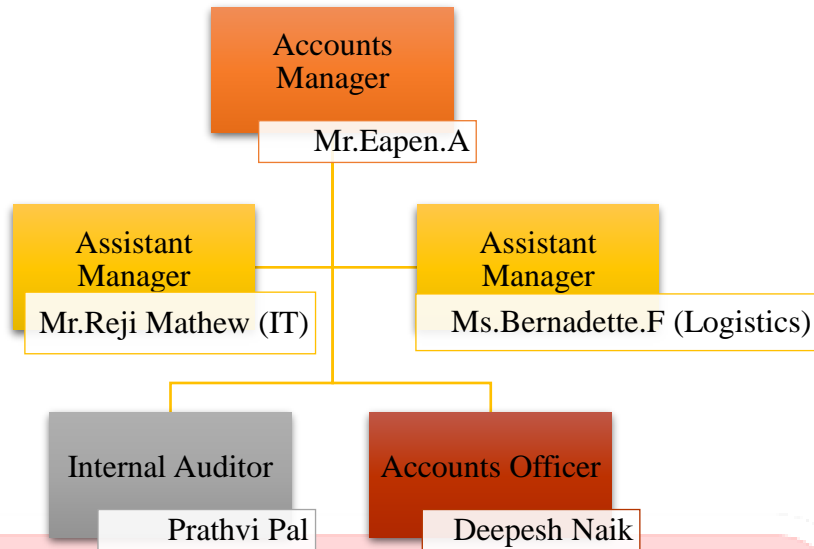 Accounts
Manager
Mr.Eapen.A
Assistant
Manager
Mr.Reji Mathew (IT)
Assistant
Manager
Ms.Bernadette.F (Logistics)
Internal Auditor
Prathvi Pal
Accounts Officer
Deepesh Naik